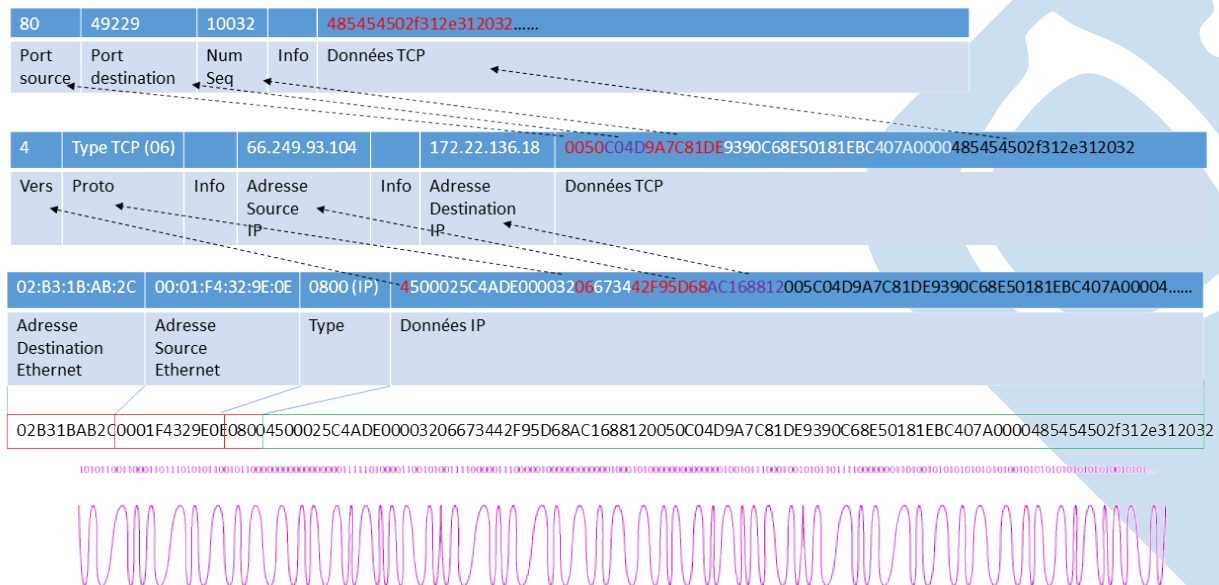 80 49229 10032 485454502f312e312032......
Port source Port destination Num Seq Info Données TCP
4 Type TCP (06) 66.249.93.104 172.22.136.18 0050C04D9A7C81DE9390C68E50181EBC407A0000485454502f312e312032
Vers Proto Info Adresse Source IP Info Adresse Destination IP Données TCP
02:B3:1B:AB:2C 00:01:F4:32:9E:0E 0800 (IP) 4500025C4ADE00003206673442F95D68AC168812005C04D9A7C81DE9390C68E50181EBC407A00004......
Adresse Destination Ethernet Adresse Source Ethernet Type Données IP
02B31BAB2C0001F4329E0E08004500025C4ADE00003206673442F95D68AC1688120050C04D9A7C81DE9390C68E50181EBC407A0000485454502f312e312032